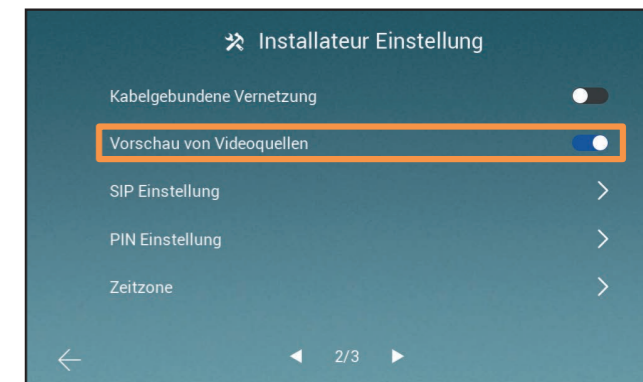 Installateur Einstellung
Kabelgebundene Vernetzung
Vorschau von Videoquellen
SIP Einstellung
PIN Einstellung
Zeitzone
2/3